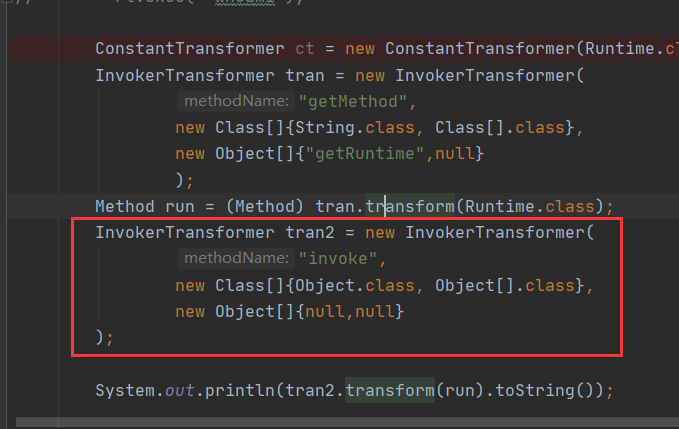 ConstantTransformer ct = new ConstantTransformer(Runtime.cl
InvokerTransformer tran = new InvokerTransformer(
methodName: "getMethod",
new Class[]{String.class, Class[].class},
new Object[]{"getRuntime",null}
);
Method run = (Method) tran.transform(Runtime.class);
InvokerTransformer tran2 = new InvokerTransformer(
methodName: "invoke",
new Class[]{Object.class, Object[].class},
new Object[]{null,null}
);
System.out.println(tran2.transform(run).toString());